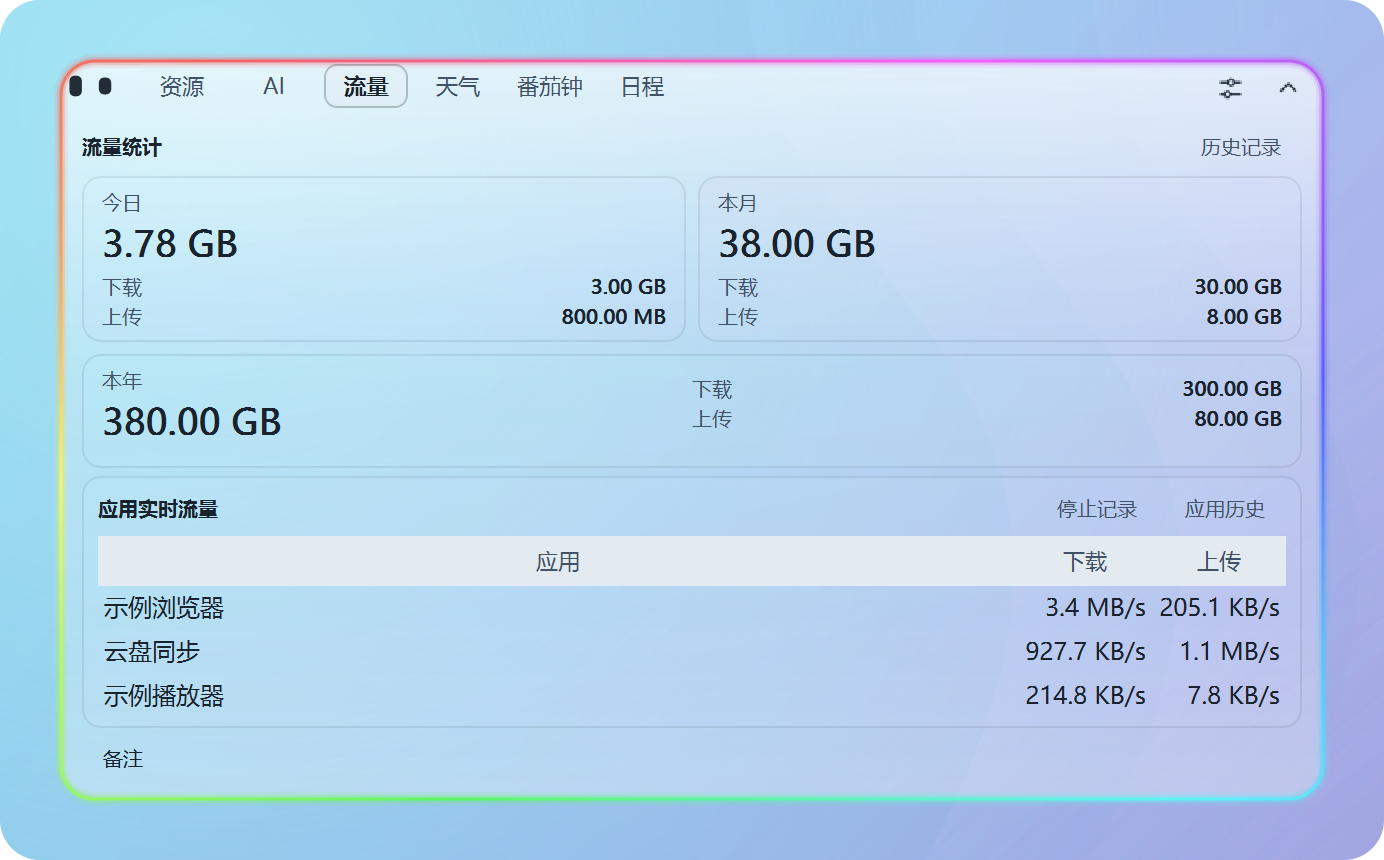 资源 AI 流量 天气 番茄钟 日程
流量统计 历史记录
今日
3.78 GB
下载 3.00 GB
上传 800.00 MB
本月
38.00 GB
下载 30.00 GB
上传 8.00 GB
本年
380.00 GB
下载 300.00 GB
上传 80.00 GB
应用实时流量 停止记录 应用历史
应用 下载 上传
示例浏览器 3.4 MB/s 205.1 KB/s
云盘同步 927.7 KB/s 1.1 MB/s
示例播放器 214.8 KB/s 7.8 KB/s
备注